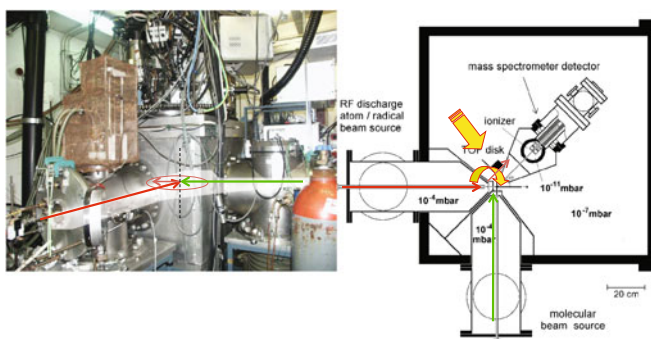 mass spectrometer detector
RF discharge
atom / radical
beam source
ionizer
TOF disk
10⁻¹¹mbar
10⁻⁴mbar
10⁻⁷mbar
10⁻⁴
mbar
20 cm
molecular
beam source